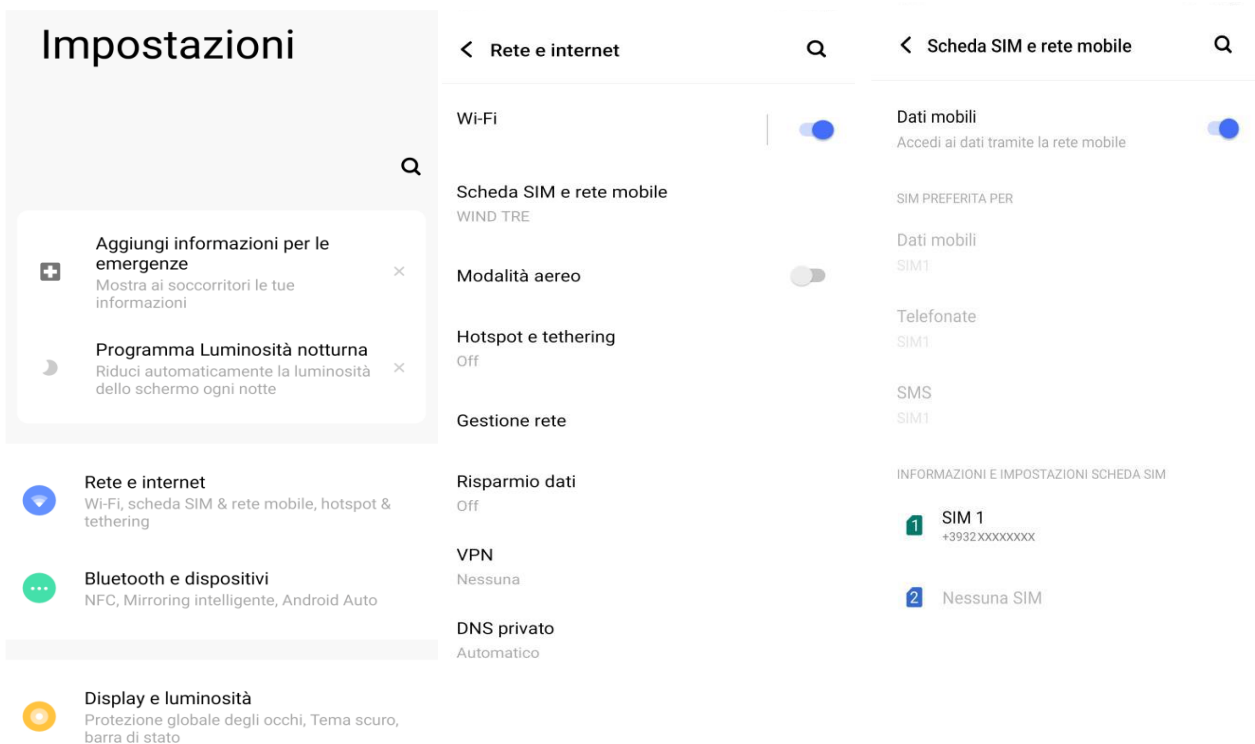 Impostazioni
Aggiungi informazioni per le
emergenze
Mostra ai soccorritori le tue
informazioni
Programma Luminosità notturna
Riduci automaticamente la luminosità
dello schermo ogni notte
Rete e internet
Wi-Fi, scheda SIM & rete mobile, hotspot &
tethering
Bluetooth e dispositivi
NFC, Mirroring intelligente, Android Auto
Display e luminosità
Protezione globale degli occhi, Tema scuro,
barra di stato
Rete e internet
Wi-Fi
Scheda SIM e rete mobile
WIND TRE
Modalità aereo
Hotspot e tethering
Off
Gestione rete
Risparmio dati
Off
VPN
Nessuna
DNS privato
Automatico
Scheda SIM e rete mobile
Dati mobili
Accedi ai dati tramite la rete mobile
SIM PREFERITA PER
Dati mobili
SIM1
Telefonate
SIM1
SMS
SIM1
INFORMAZIONI E IMPOSTAZIONI SCHEDA SIM
1 SIM 1
+3932XXXXXXXX
2 Nessuna SIM